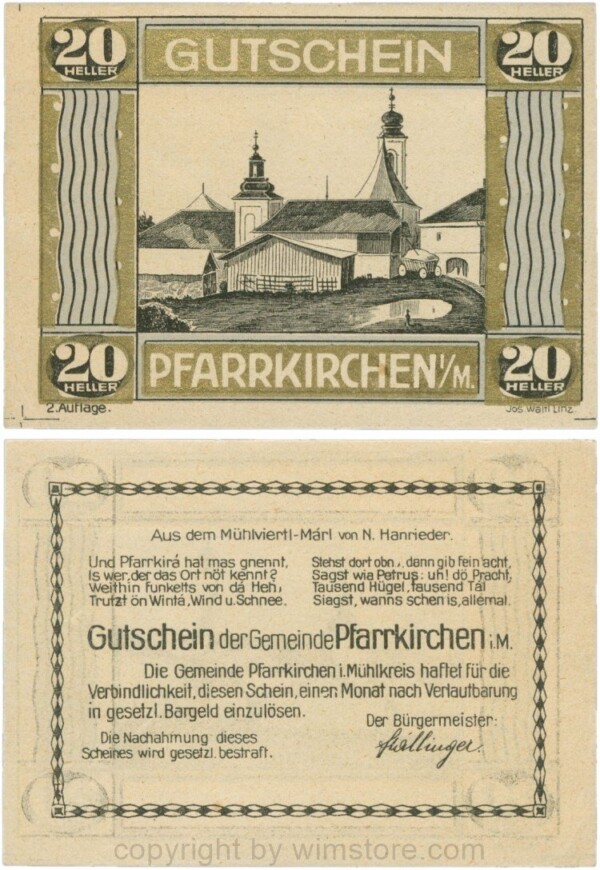 20 HELLER
GUTSCHEIN
20 HELLER
20 HELLER
PFARRKIRCHEN i/M.
20 HELLER
2. Auflage.
Jos. Waitl Linz.
Aus dem Mühlviertl-Márl von N. Hanrieder.
Und Pfarrkirá hat mas gnennt,
Is wer, der das Ort nöt kennt?
Weithin funkelts von dá Heh,
Trutzt ön Wintá, Wind u. Schnee.
Stehst dort obn, dann gib fein acht,
Sagst wia Petrus: uh! dö Pracht,
Tausend Hügel, tausend Tal
Siagst, wanns schen is, allemal.
Gutschein der Gemeinde Pfarrkirchen i.M.
Die Gemeinde Pfarrkirchen i. Mühlkreis haftet für die
Verbindlichkeit, diesen Schein, einen Monat nach Verlautbarung
in gesetzl. Bargeld einzulösen.
Der Bürgermeister:
Die Nachahmung dieses
Scheines wird gesetzl. bestraft.
copyright by wimstore.com